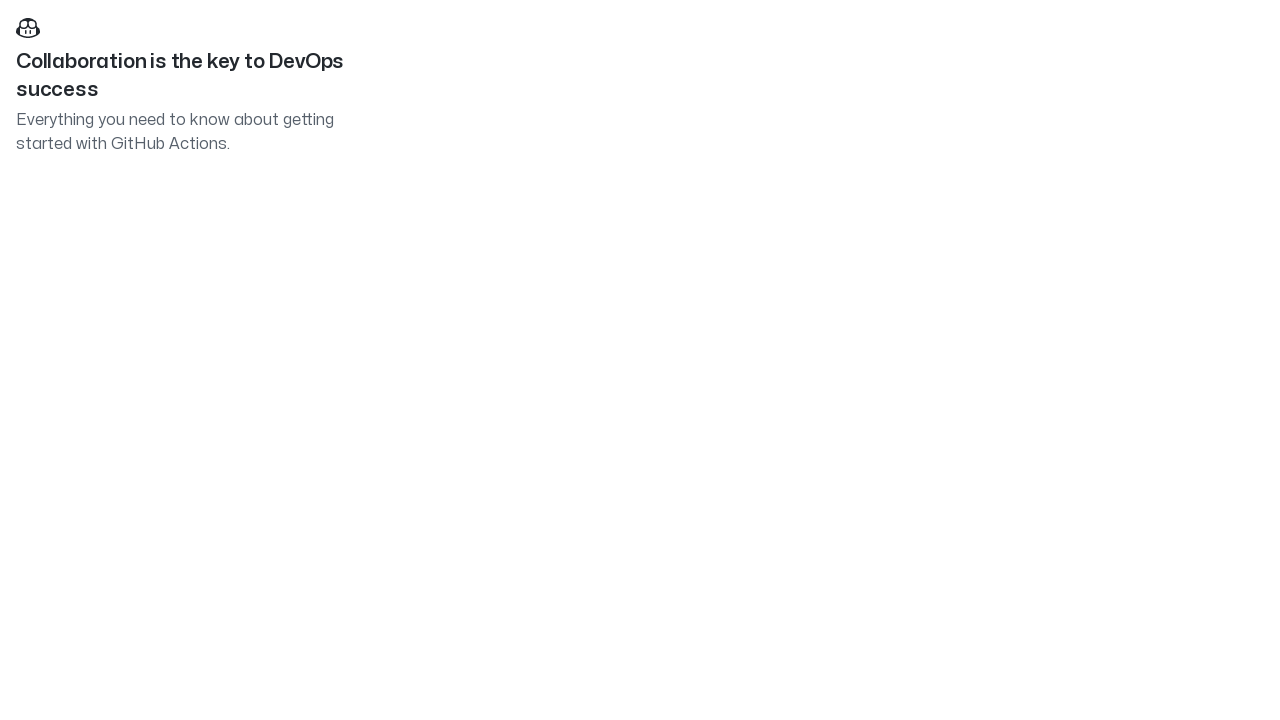 Collaboration is the key to DevOps
success
Everything you need to know about getting
started with GitHub Actions.